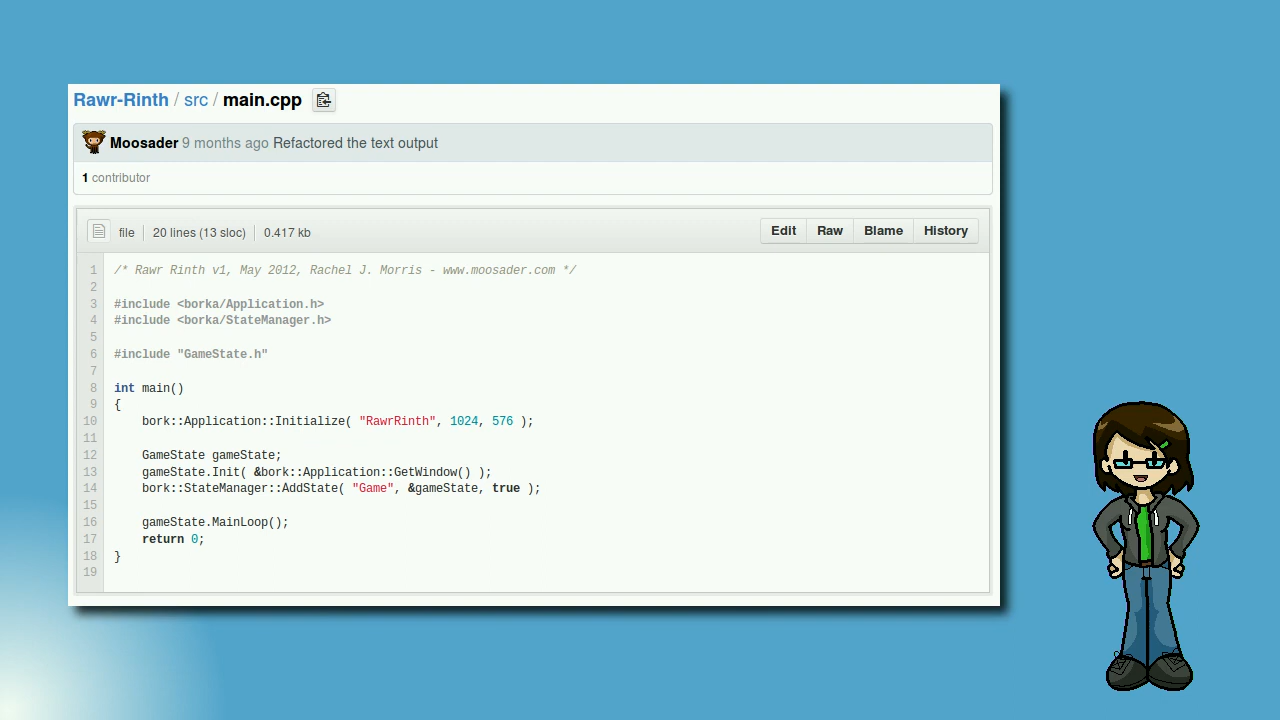 Rawr-Rinth / src / main.cpp
Moosader 9 months ago Refactored the text output
1 contributor
file 20 lines (13 sloc) 0.417 kb Edit Raw Blame History
1 /* Rawr Rinth v1, May 2012, Rachel J. Morris - www.moosader.com */
2
3 #include <borka/Application.h>
4 #include <borka/StateManager.h>
5
6 #include "GameState.h"
7
8 int main()
9 {
10     bork::Application::Initialize( "RawrRinth", 1024, 576 );
11
12     GameState gameState;
13     gameState.Init( &bork::Application::GetWindow() );
14     bork::StateManager::AddState( "Game", &gameState, true );
15
16     gameState.MainLoop();
17     return 0;
18 }
19